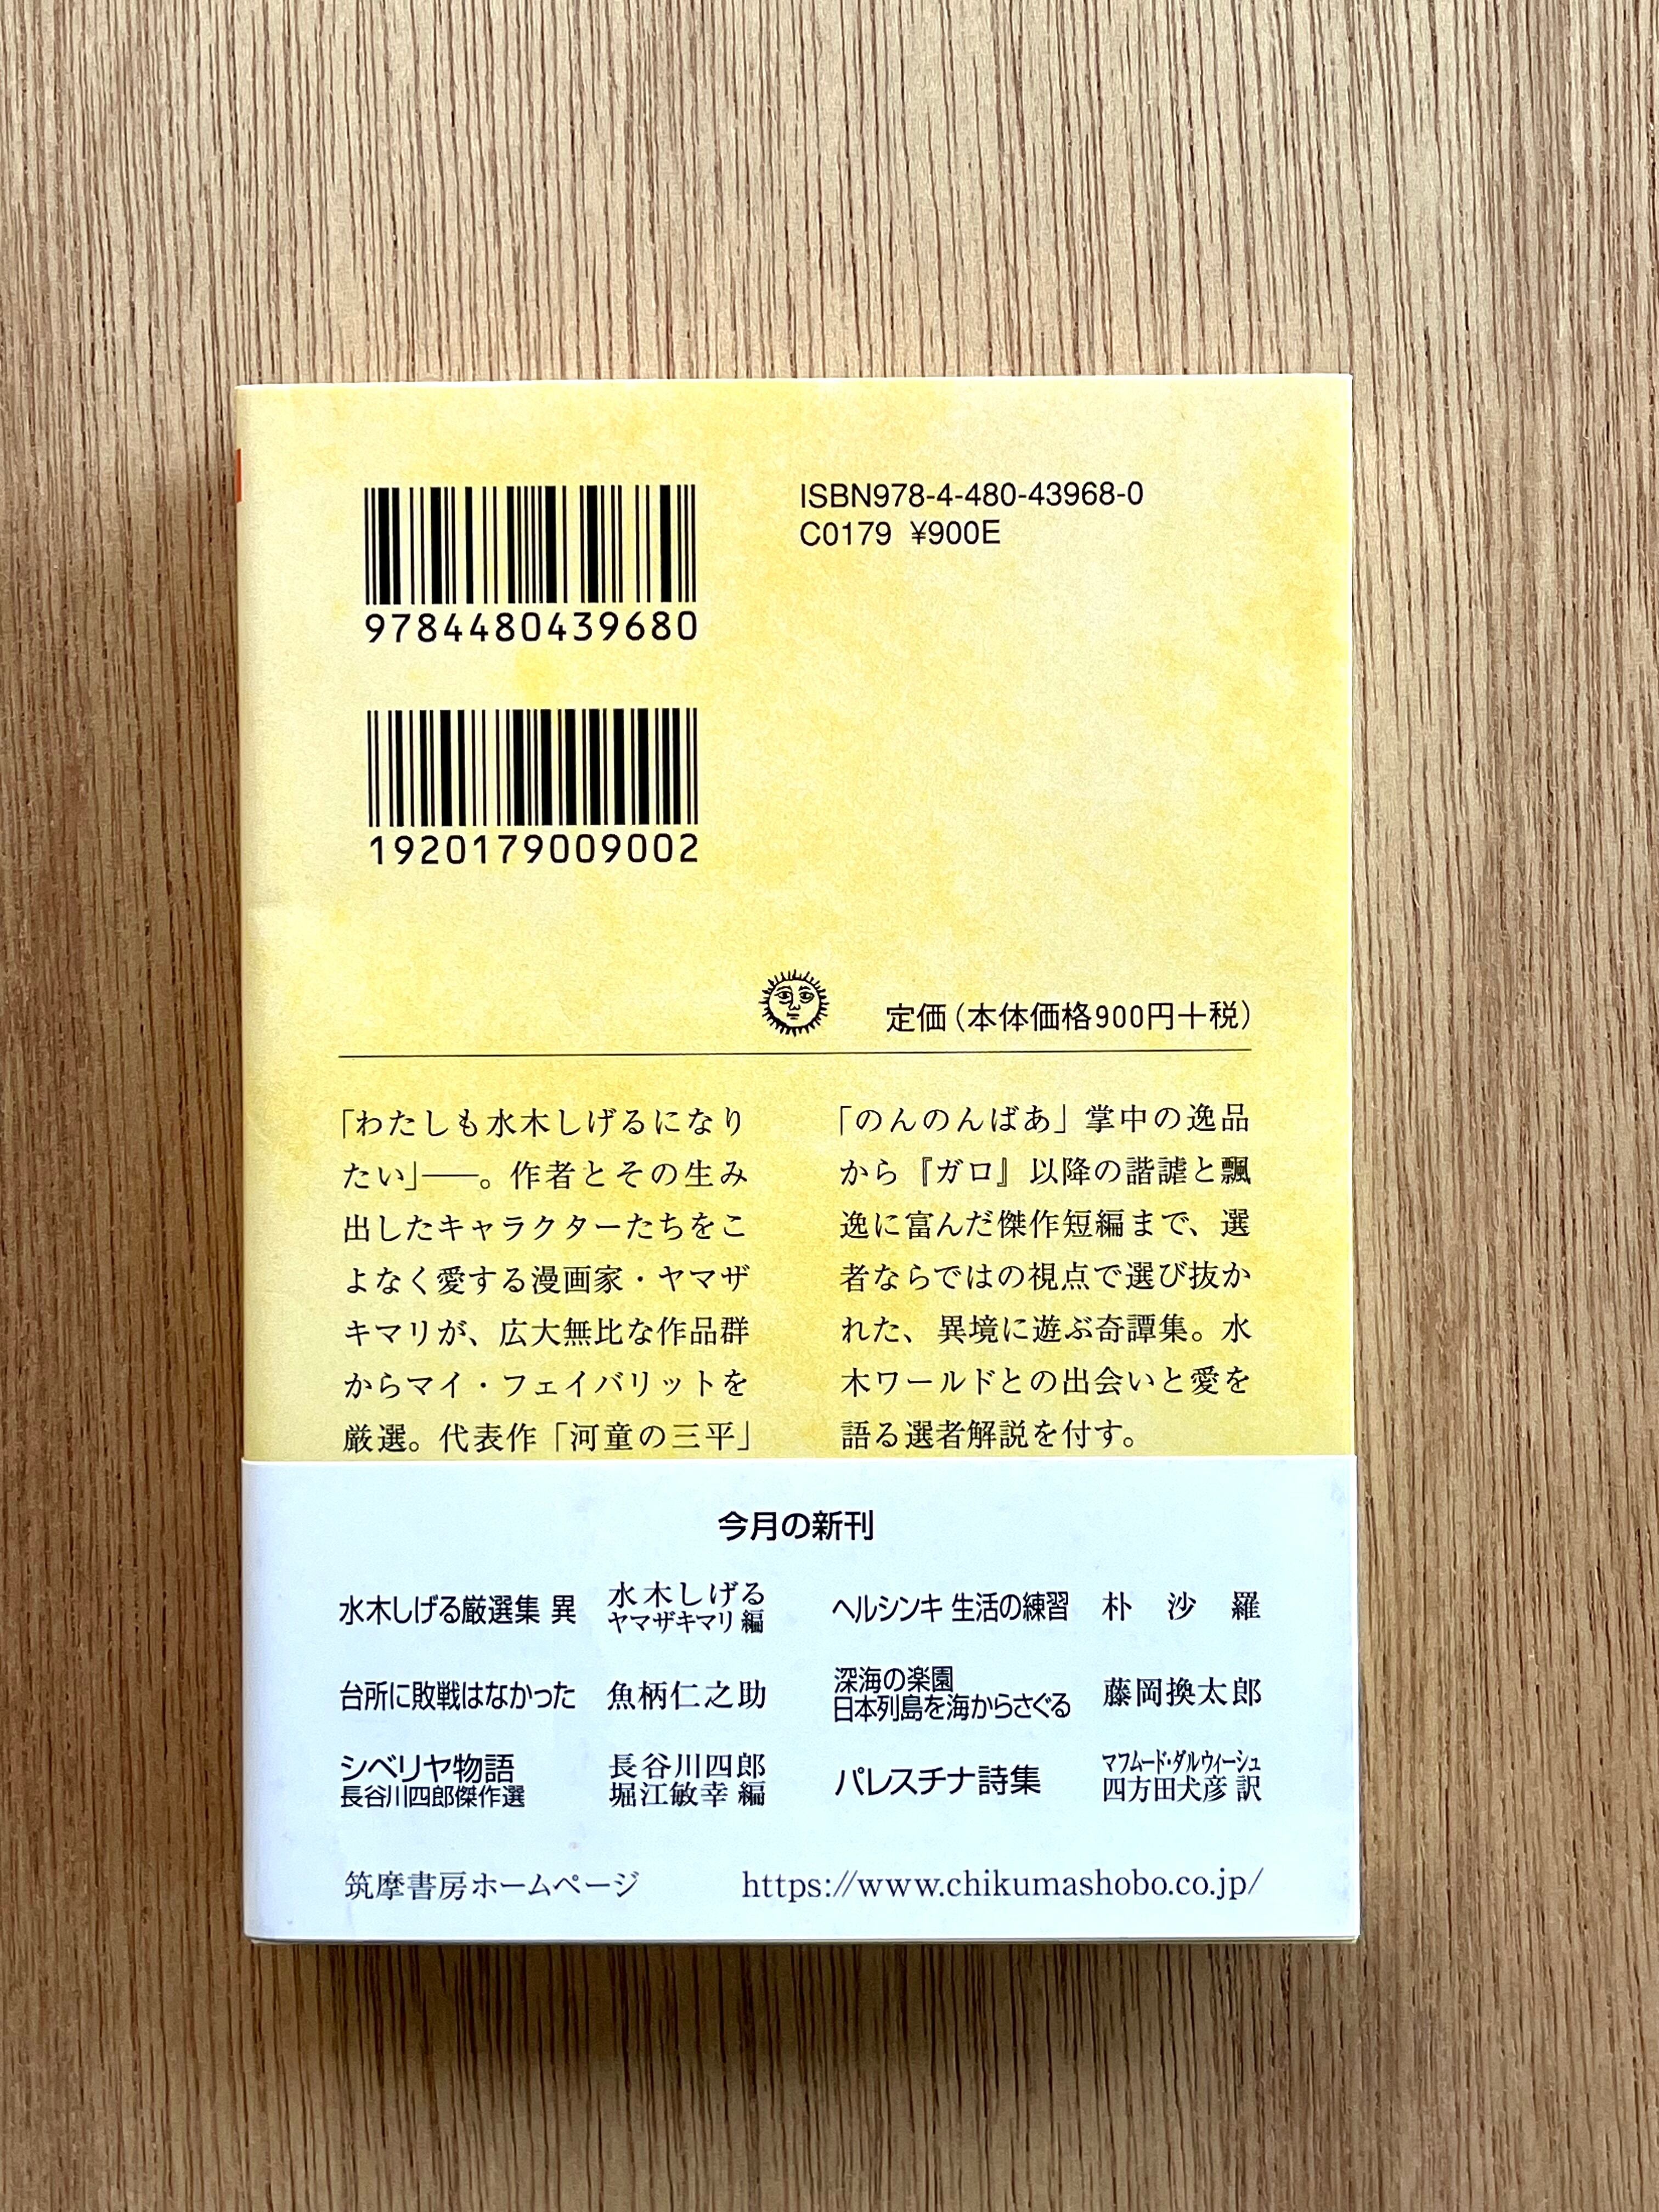 ISBN978-4-480-43968-0
C0179 ¥900E
9784480439680
1920179009002
定価(本体価格900円+税)
「わたしも水木しげるになり
たい」──。作者とその生み
出したキャラクターたちをこ
よなく愛する漫画家・ヤマザ
キマリが、広大無比な作品群
からマイ・フェイバリットを
厳選。代表作「河童の三平」
「のんのんばあ」掌中の逸品
から『ガロ』以降の諧謔と飄
逸に富んだ傑作短編まで、選
者ならではの視点で選び抜か
れた、異境に遊ぶ奇譚集。水
木ワールドとの出会いと愛を
語る選者解説を付す。
今月の新刊
水木しげる厳選集 異
水木しげる
ヤマザキマリ 編
台所に敗戦はなかった
魚柄仁之助
シベリヤ物語
長谷川四郎傑作選
長谷川四郎
堀江敏幸 編
ヘルシンキ 生活の練習
朴沙羅
深海の楽園
日本列島を海からさぐる
藤岡換太郎
パレスチナ詩集
マフムード・ダルウィーシュ
四方田犬彦 訳
筑摩書房ホームページ
https://www.chikumashobo.co.jp/